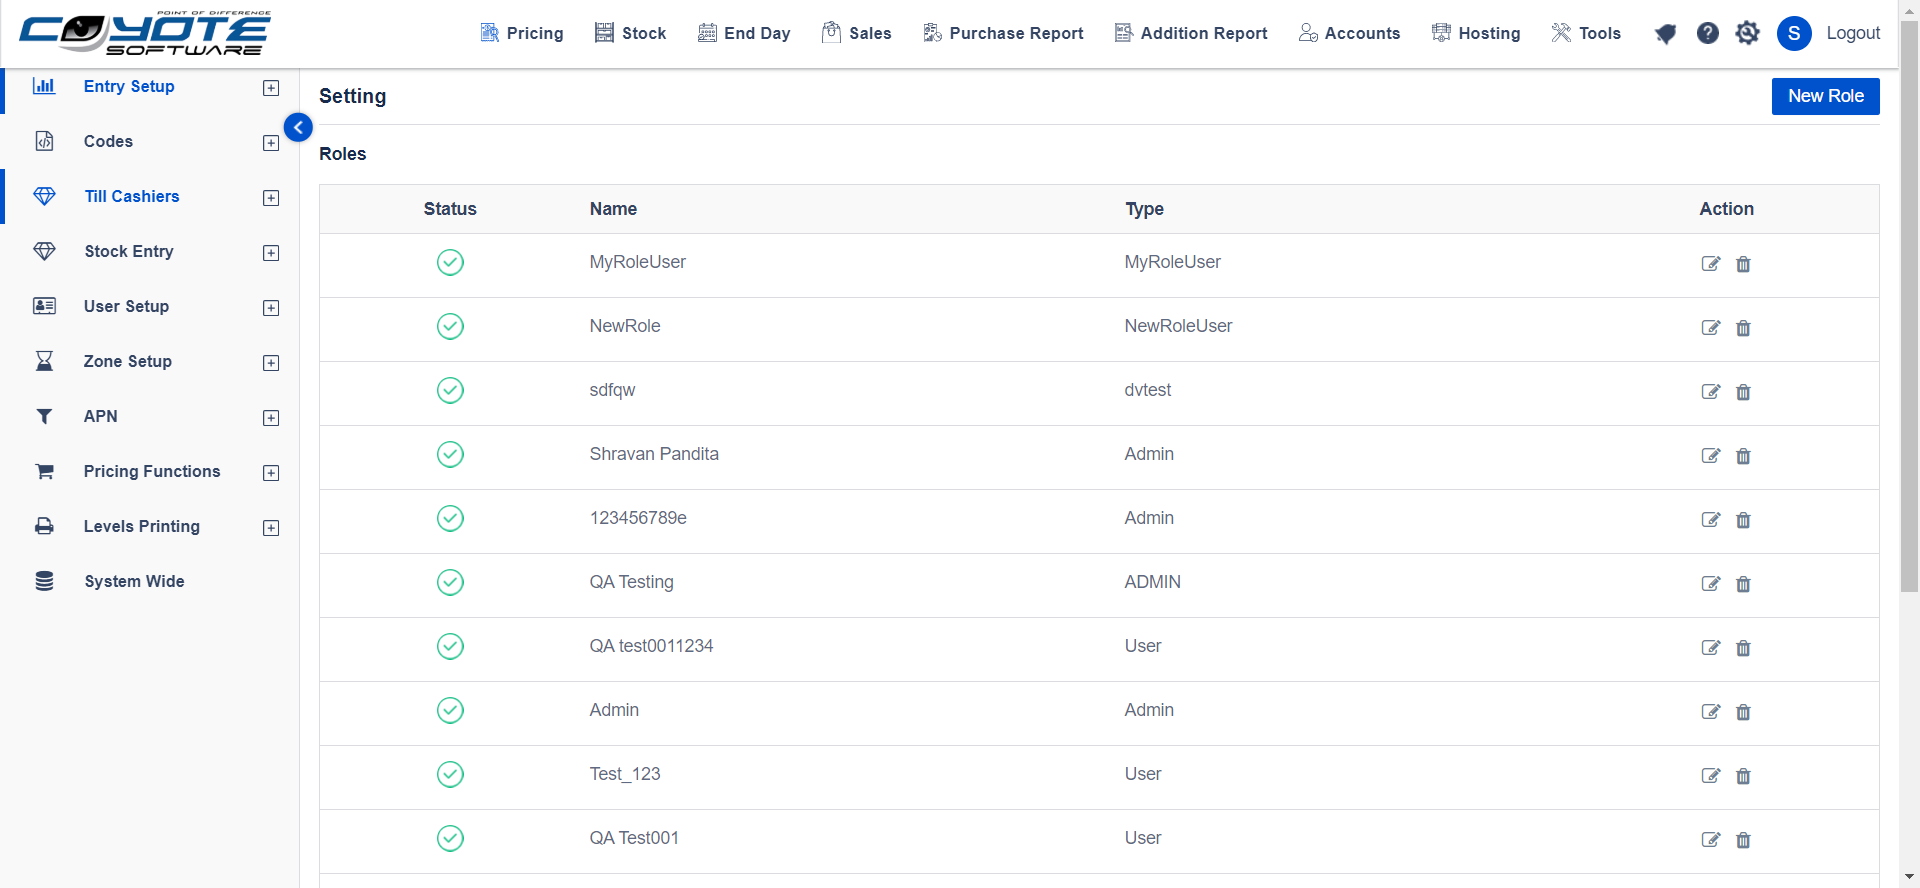 POINT OF DIFFERENCE
COYOTE
SOFTWARE
Pricing Stock End Day Sales Purchase Report Addition Report Accounts Hosting Tools ? S Logout
Entry Setup
Codes
Till Cashiers
Stock Entry
User Setup
Zone Setup
APN
Pricing Functions
Levels Printing
System Wide
Setting New Role
Roles
Status Name Type Action
MyRoleUser MyRoleUser
NewRole NewRoleUser
sdfqw dvtest
Shravan Pandita Admin
123456789e Admin
QA Testing ADMIN
QA test0011234 User
Admin Admin
Test_123 User
QA Test001 User